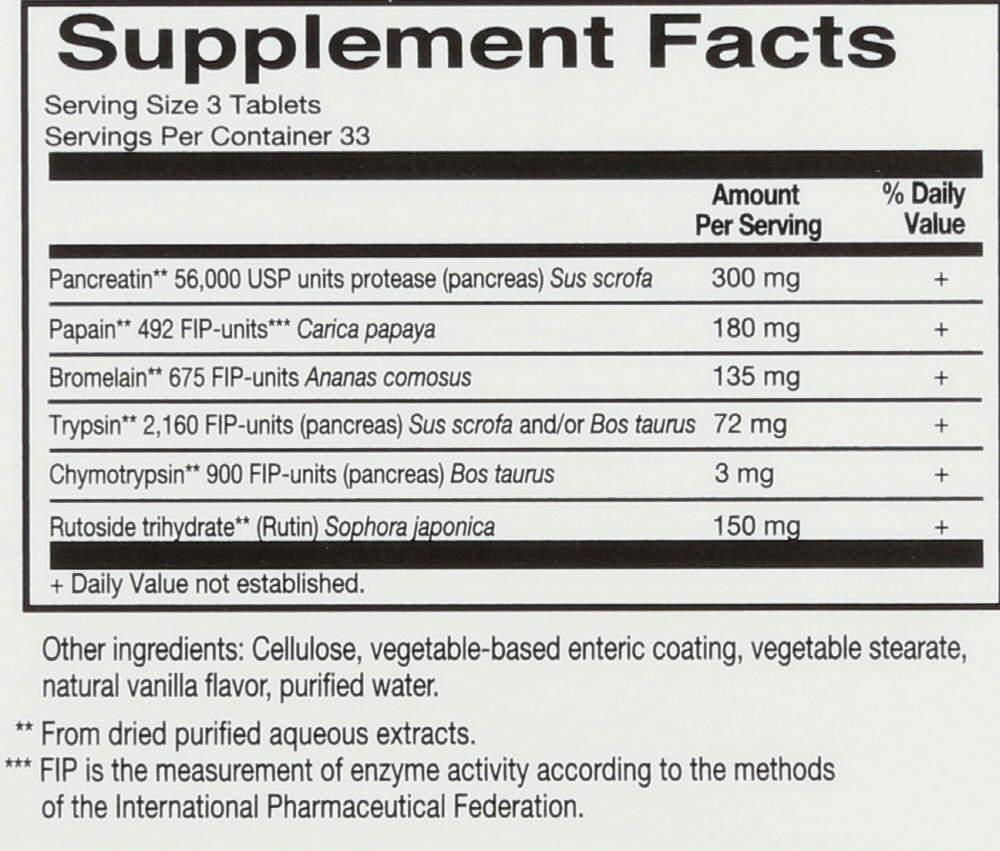 Supplement Facts
Serving Size 3 Tablets
Servings Per Container 33
Amount Per Serving % Daily Value
Pancreatin** 56,000 USP units protease (pancreas) Sus scrofa 300 mg +
Papain** 492 FIP-units*** Carica papaya 180 mg +
Bromelain** 675 FIP-units Ananas comosus 135 mg +
Trypsin** 2,160 FIP-units (pancreas) Sus scrofa and/or Bos taurus 72 mg +
Chymotrypsin** 900 FIP-units (pancreas) Bos taurus 3 mg +
Rutoside trihydrate** (Rutin) Sophora japonica 150 mg +
+ Daily Value not established.
Other ingredients: Cellulose, vegetable-based enteric coating, vegetable stearate,
natural vanilla flavor, purified water.
** From dried purified aqueous extracts.
*** FIP is the measurement of enzyme activity according to the methods
of the International Pharmaceutical Federation.